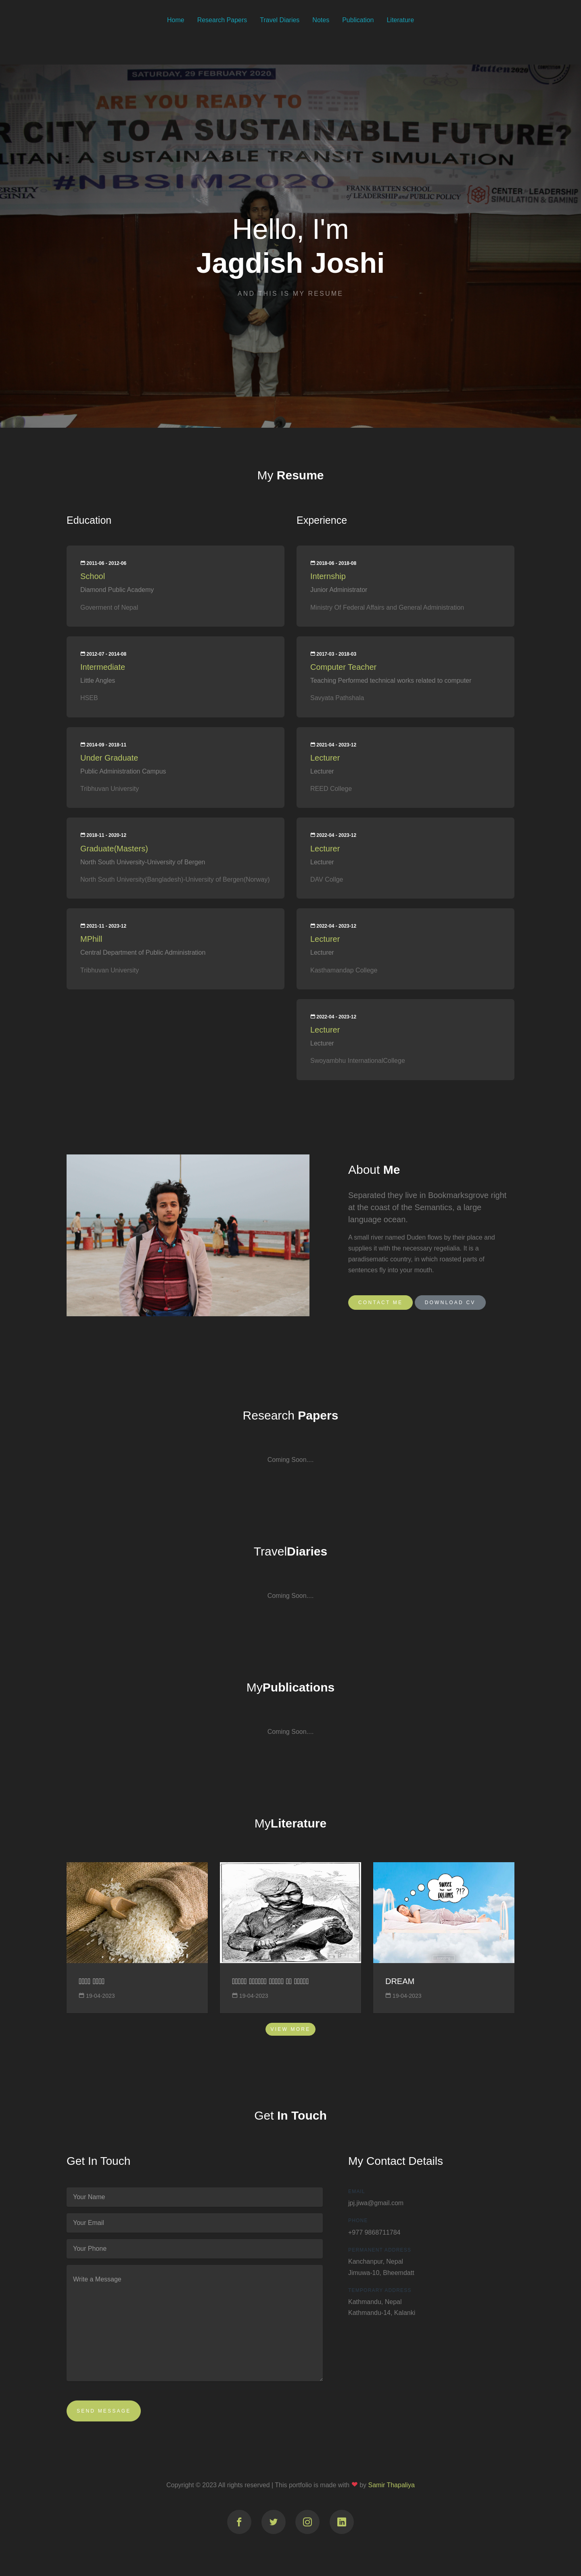 Home Research Papers Travel Diaries Notes Publication Literature
SATURDAY, 29 FEBRUARY 2020.
ARE YOU READY TO
R CITY TO A SUSTAINABLE FUTURE?
#NBSIM2020
FRANK BATTEN SCHOOL
of LEADERSHIP and PUBLIC POLICY
CENTER for LEADERSHIP
SIMULATION & GAMING
Hello, I'm
Jagdish Joshi
AND THIS IS MY RESUME
My Resume
Education
2011-06 - 2012-06
School
Diamond Public Academy
Goverment of Nepal
2012-07 - 2014-08
Intermediate
Little Angles
HSEB
2014-09 - 2018-11
Under Graduate
Public Administration Campus
Tribhuvan University
2018-11 - 2020-12
Graduate(Masters)
North South University-University of Bergen
North South University(Bangladesh)-University of Bergen(Norway)
2021-11 - 2023-12
MPhill
Central Department of Public Administration
Tribhuvan University
Experience
2018-06 - 2018-08
Internship
Junior Administrator
Ministry Of Federal Affairs and General Administration
2017-03 - 2018-03
Computer Teacher
Teaching Performed technical works related to computer
Savyata Pathshala
2021-04 - 2023-12
Lecturer
Lecturer
REED College
2022-04 - 2023-12
Lecturer
Lecturer
DAV Collge
2022-04 - 2023-12
Lecturer
Lecturer
Kasthamandap College
2022-04 - 2023-12
Lecturer
Lecturer
Swoyambhu InternationalCollege
About Me
Separated they live in Bookmarksgrove right
at the coast of the Semantics, a large
language ocean.
A small river named Duden flows by their place and
supplies it with the necessary regelialia. It is a
paradisematic country, in which roasted parts of
sentences fly into your mouth.
CONTACT ME DOWNLOAD CV
Research Papers
Coming Soon....
TravelDiaries
Coming Soon....
MyPublications
Coming Soon....
MyLiterature
SWEET
DREAMS
?!?
19-04-2023
19-04-2023
DREAM
19-04-2023
VIEW MORE
Get In Touch
Get In Touch
Your Name
Your Email
Your Phone
Write a Message
SEND MESSAGE
My Contact Details
EMAIL
jpj.jiwa@gmail.com
PHONE
+977 9868711784
PERMANENT ADDRESS
Kanchanpur, Nepal
Jimuwa-10, Bheemdatt
TEMPORARY ADDRESS
Kathmandu, Nepal
Kathmandu-14, Kalanki
Copyright © 2023 All rights reserved | This portfolio is made with ❤ by Samir Thapaliya